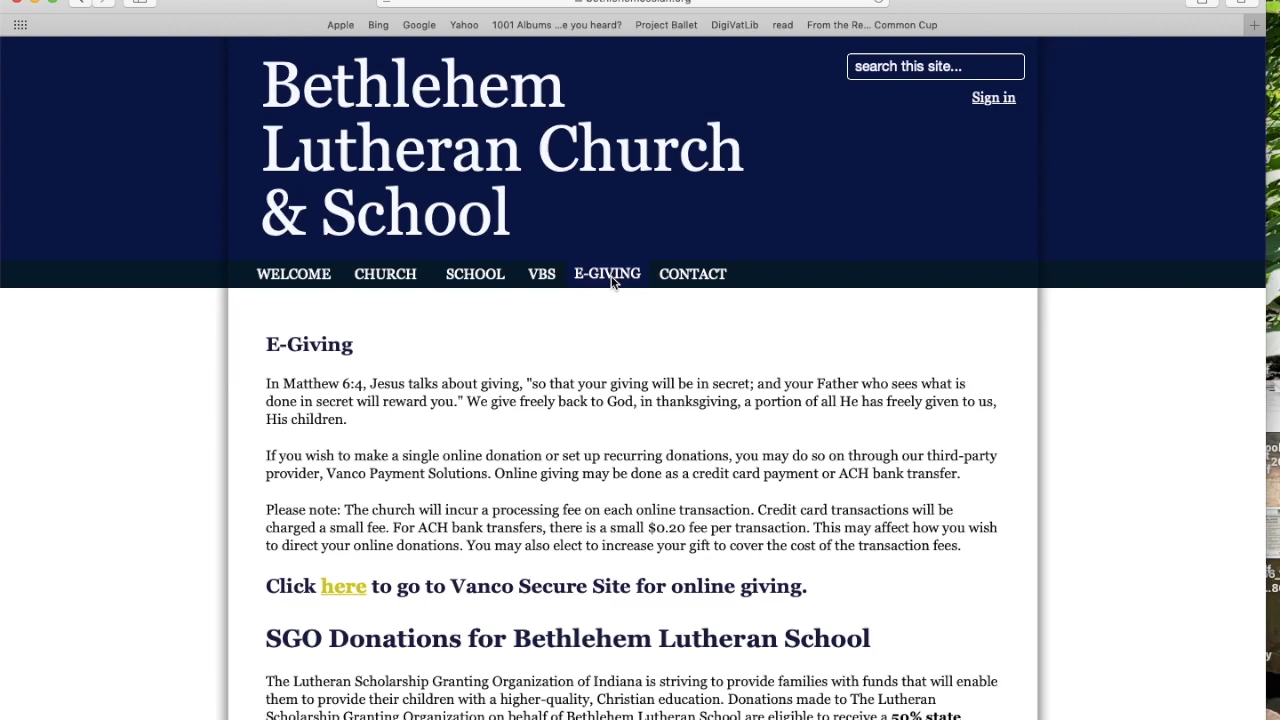 Apple Bing Google Yahoo 1001 Albums ...e you heard? Project Ballet DigiVatLib read From the Re... Common Cup
Bethlehem
Lutheran Church
& School
search this site...
Sign in
WELCOME CHURCH SCHOOL VBS E-GIVING CONTACT
E-Giving
In Matthew 6:4, Jesus talks about giving, "so that your giving will be in secret; and your Father who sees what is
done in secret will reward you." We give freely back to God, in thanksgiving, a portion of all He has freely given to us,
His children.
If you wish to make a single online donation or set up recurring donations, you may do so on through our third-party
provider, Vanco Payment Solutions. Online giving may be done as a credit card payment or ACH bank transfer.
Please note: The church will incur a processing fee on each online transaction. Credit card transactions will be
charged a small fee. For ACH bank transfers, there is a small $0.20 fee per transaction. This may affect how you wish
to direct your online donations. You may also elect to increase your gift to cover the cost of the transaction fees.
Click here to go to Vanco Secure Site for online giving.
SGO Donations for Bethlehem Lutheran School
The Lutheran Scholarship Granting Organization of Indiana is striving to provide families with funds that will enable
them to provide their children with a higher-quality, Christian education. Donations made to The Lutheran
Scholarship Granting Organization on behalf of Bethlehem Lutheran School are eligible to receive a 50% state